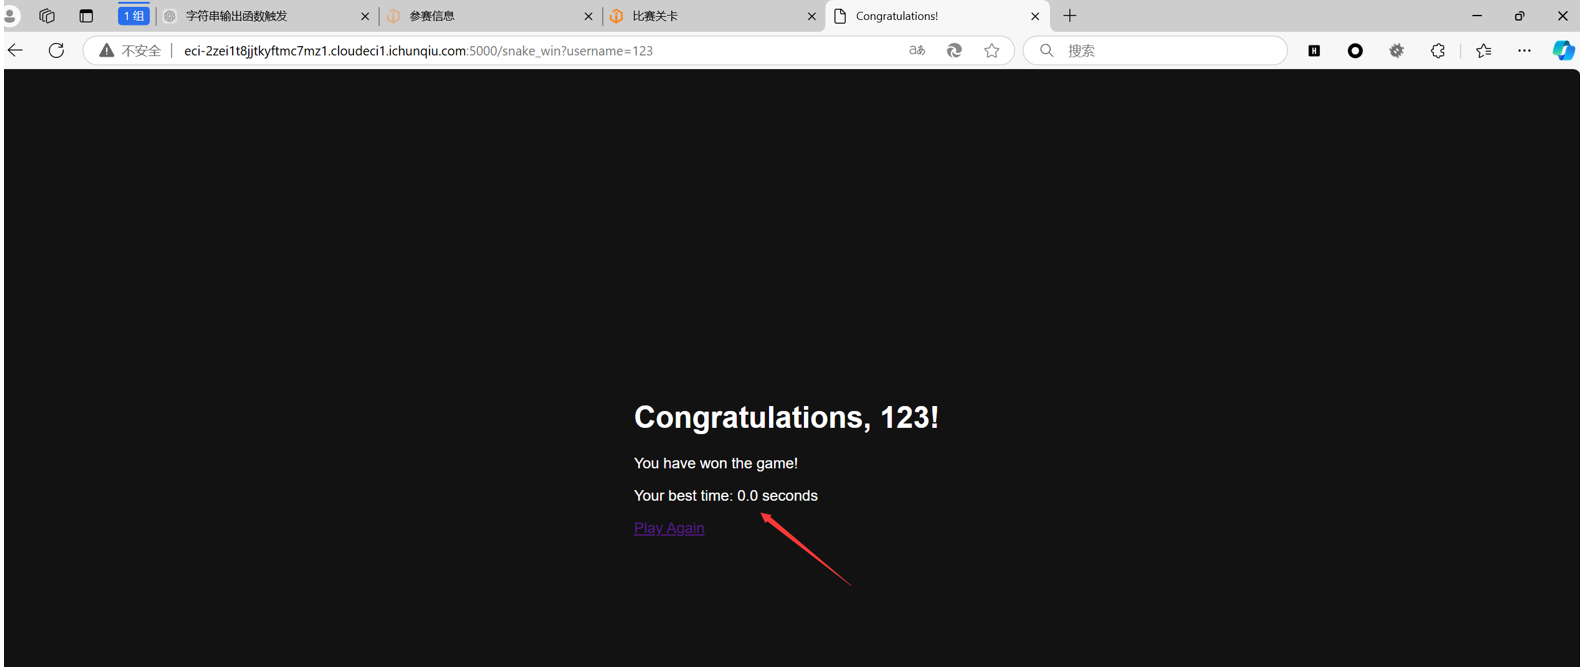 1 组
字符串输出函数触发
参赛信息
比赛关卡
Congratulations!
不安全
eci-2zei1t8jjtkyftmc7mz1.cloudeci1.ichunqiu.com:5000/snake_win?username=123
aあ
搜索
H
Congratulations, 123!
You have won the game!
Your best time: 0.0 seconds
Play Again